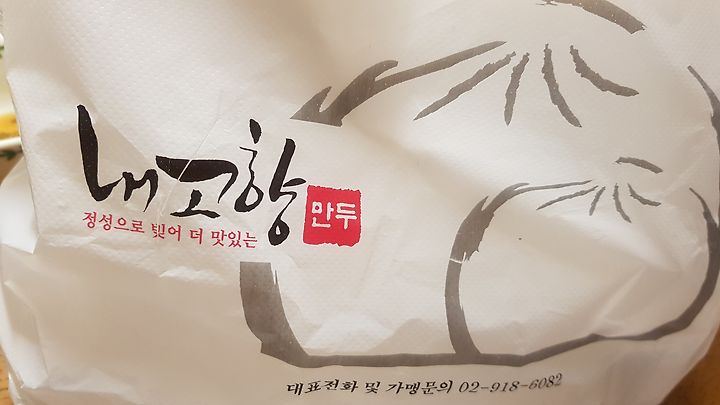 내고향
만두
정성으로 빚어 더 맛있는
대표전화 및 가맹문의 02-918-6082